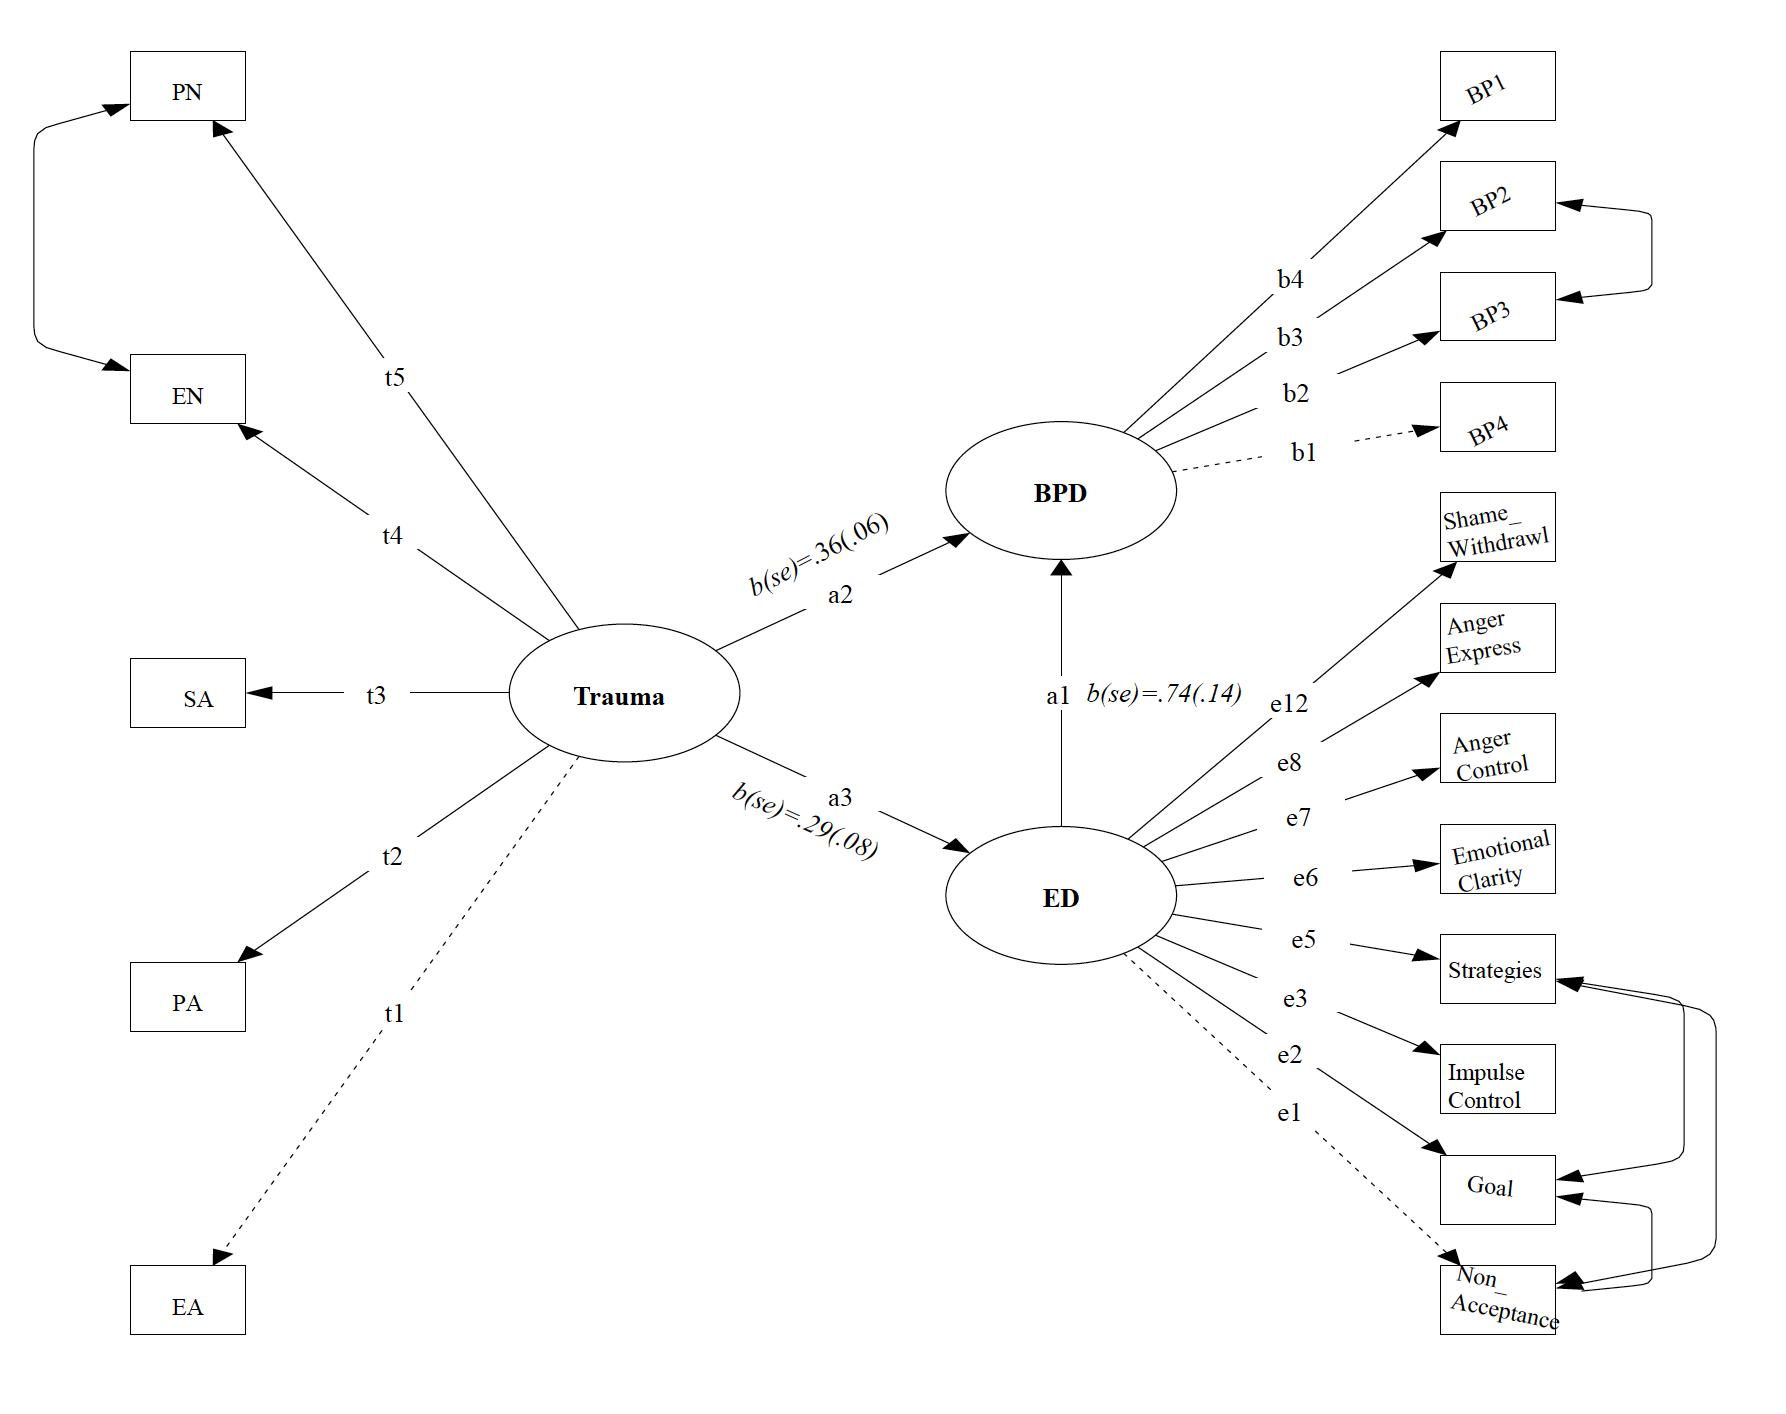 PN
EN
SA
PA
EA
t5
t4
t3
t2
t1
Trauma
b(se)=.36(.06)
a2
a3
b(se)=.29(.08)
BPD
a1
b(se)=.74(.14)
ED
b4
b3
b2
b1
e12
e8
e7
e6
e5
e3
e2
e1
BP1
BP2
BP3
BP4
Shame_
Withdrawl
Anger
Express
Anger
Control
Emotional
Clarity
Strategies
Impulse
Control
Goal
Non_
Acceptance